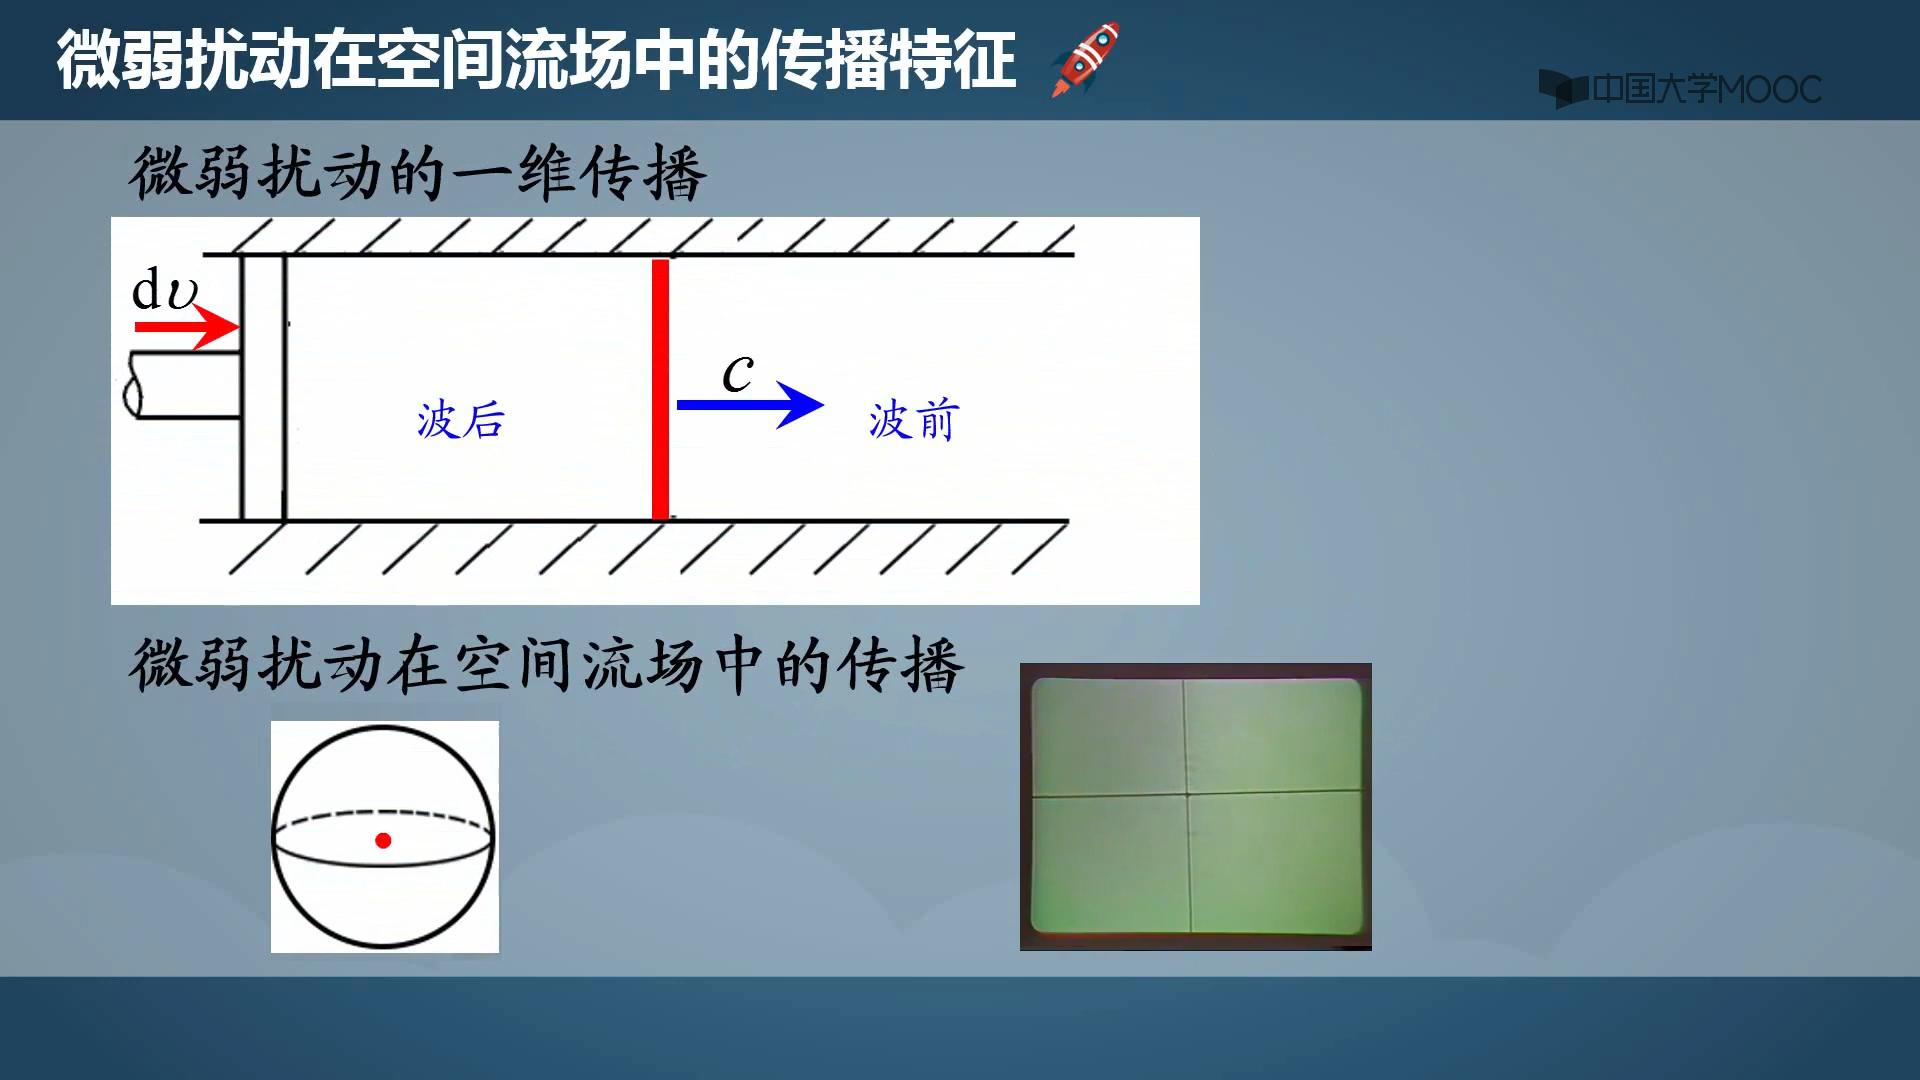 微弱扰动在空间流场中的传播特征
中国大学MOOC
微弱扰动的一维传播
dυ
c
波后
波前
微弱扰动在空间流场中的传播